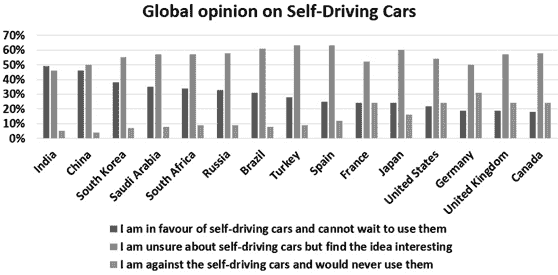 Global opinion on Self-Driving Cars
70%
60%
50%
40%
30%
20%
10%
0%
India
China
South Korea
Saudi Arabia
South Africa
Russia
Brazil
Turkey
Spain
France
Japan
United States
Germany
United Kingdom
Canada
I am in favour of self-driving cars and cannot wait to use them
I am unsure about self-driving cars but find the idea interesting
I am against the self-driving cars and would never use them